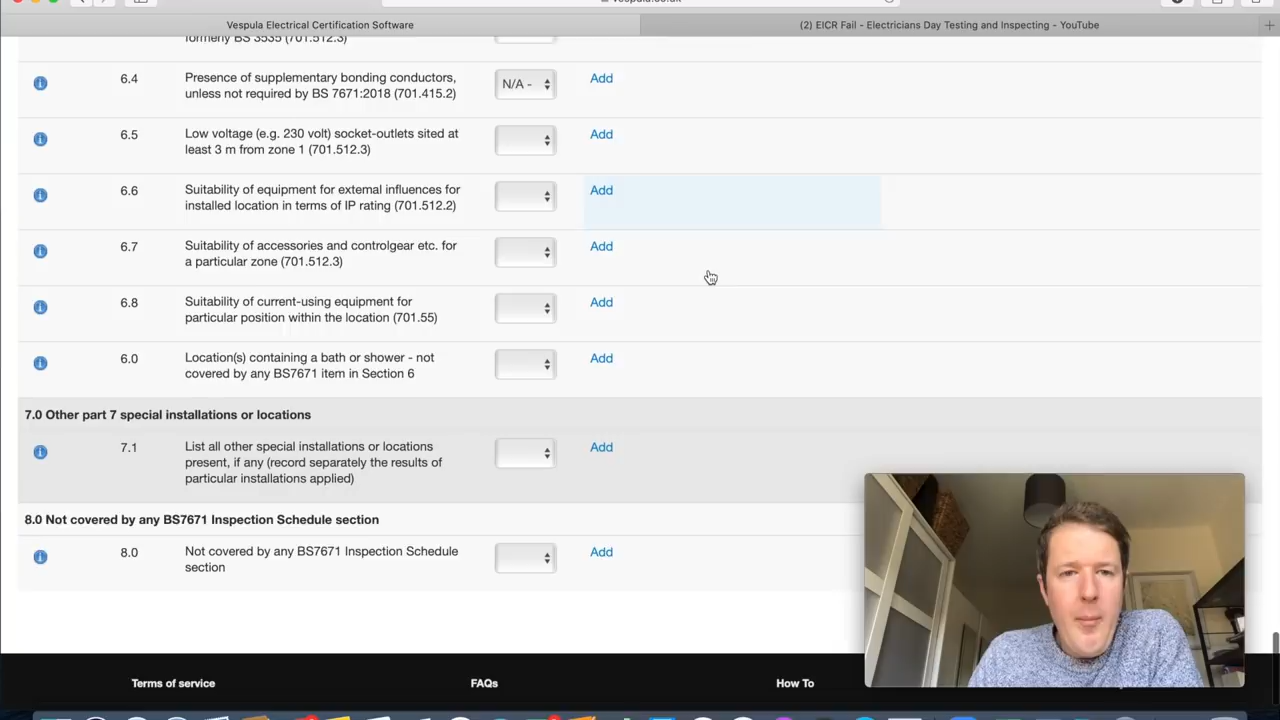 Vespula Electrical Certification Software
(2) EICR Fail - Electricians Day Testing and Inspecting - YouTube
formerly BS 3535 (701.512.3)
6.4
Presence of supplementary bonding conductors,
unless not required by BS 7671:2018 (701.415.2)
N/A -
Add
6.5
Low voltage (e.g. 230 volt) socket-outlets sited at
least 3 m from zone 1 (701.512.3)
Add
6.6
Suitability of equipment for external influences for
installed location in terms of IP rating (701.512.2)
Add
6.7
Suitability of accessories and controlgear etc. for
a particular zone (701.512.3)
Add
6.8
Suitability of current-using equipment for
particular position within the location (701.55)
Add
6.0
Location(s) containing a bath or shower - not
covered by any BS7671 item in Section 6
Add
7.0 Other part 7 special installations or locations
7.1
List all other special installations or locations
present, if any (record separately the results of
particular installations applied)
Add
8.0 Not covered by any BS7671 Inspection Schedule section
8.0
Not covered by any BS7671 Inspection Schedule
section
Add
Terms of service
FAQs
How To